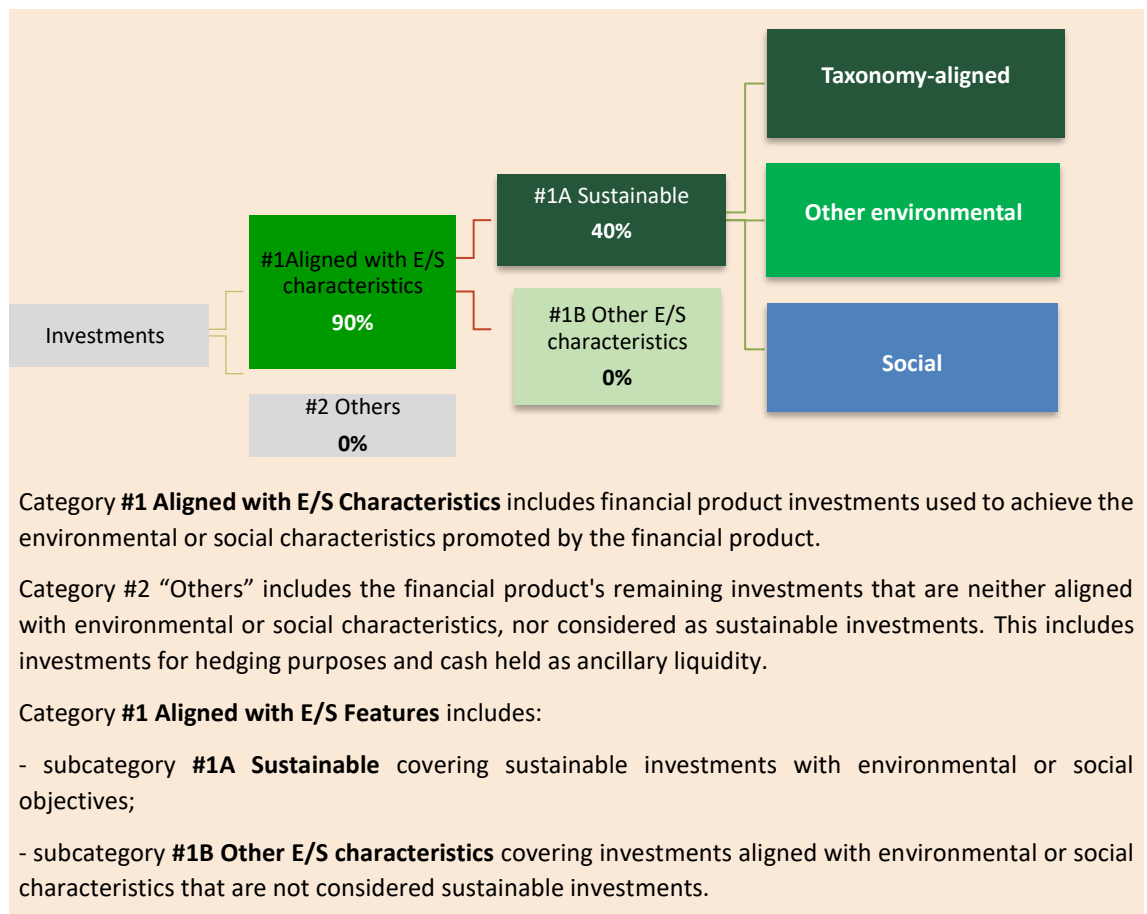 Taxonomy-aligned
#1A Sustainable
40%
Other environmental
#1Aligned with E/S
characteristics
90%
#1B Other E/S
characteristics
0%
Investments
Social
#2 Others
0%
Category #1 Aligned with E/S Characteristics includes financial product investments used to achieve the
environmental or social characteristics promoted by the financial product.
Category #2 “Others” includes the financial product's remaining investments that are neither aligned
with environmental or social characteristics, nor considered as sustainable investments. This includes
investments for hedging purposes and cash held as ancillary liquidity.
Category #1 Aligned with E/S Features includes:
- subcategory #1A Sustainable covering sustainable investments with environmental or social
objectives;
- subcategory #1B Other E/S characteristics covering investments aligned with environmental or social
characteristics that are not considered sustainable investments.